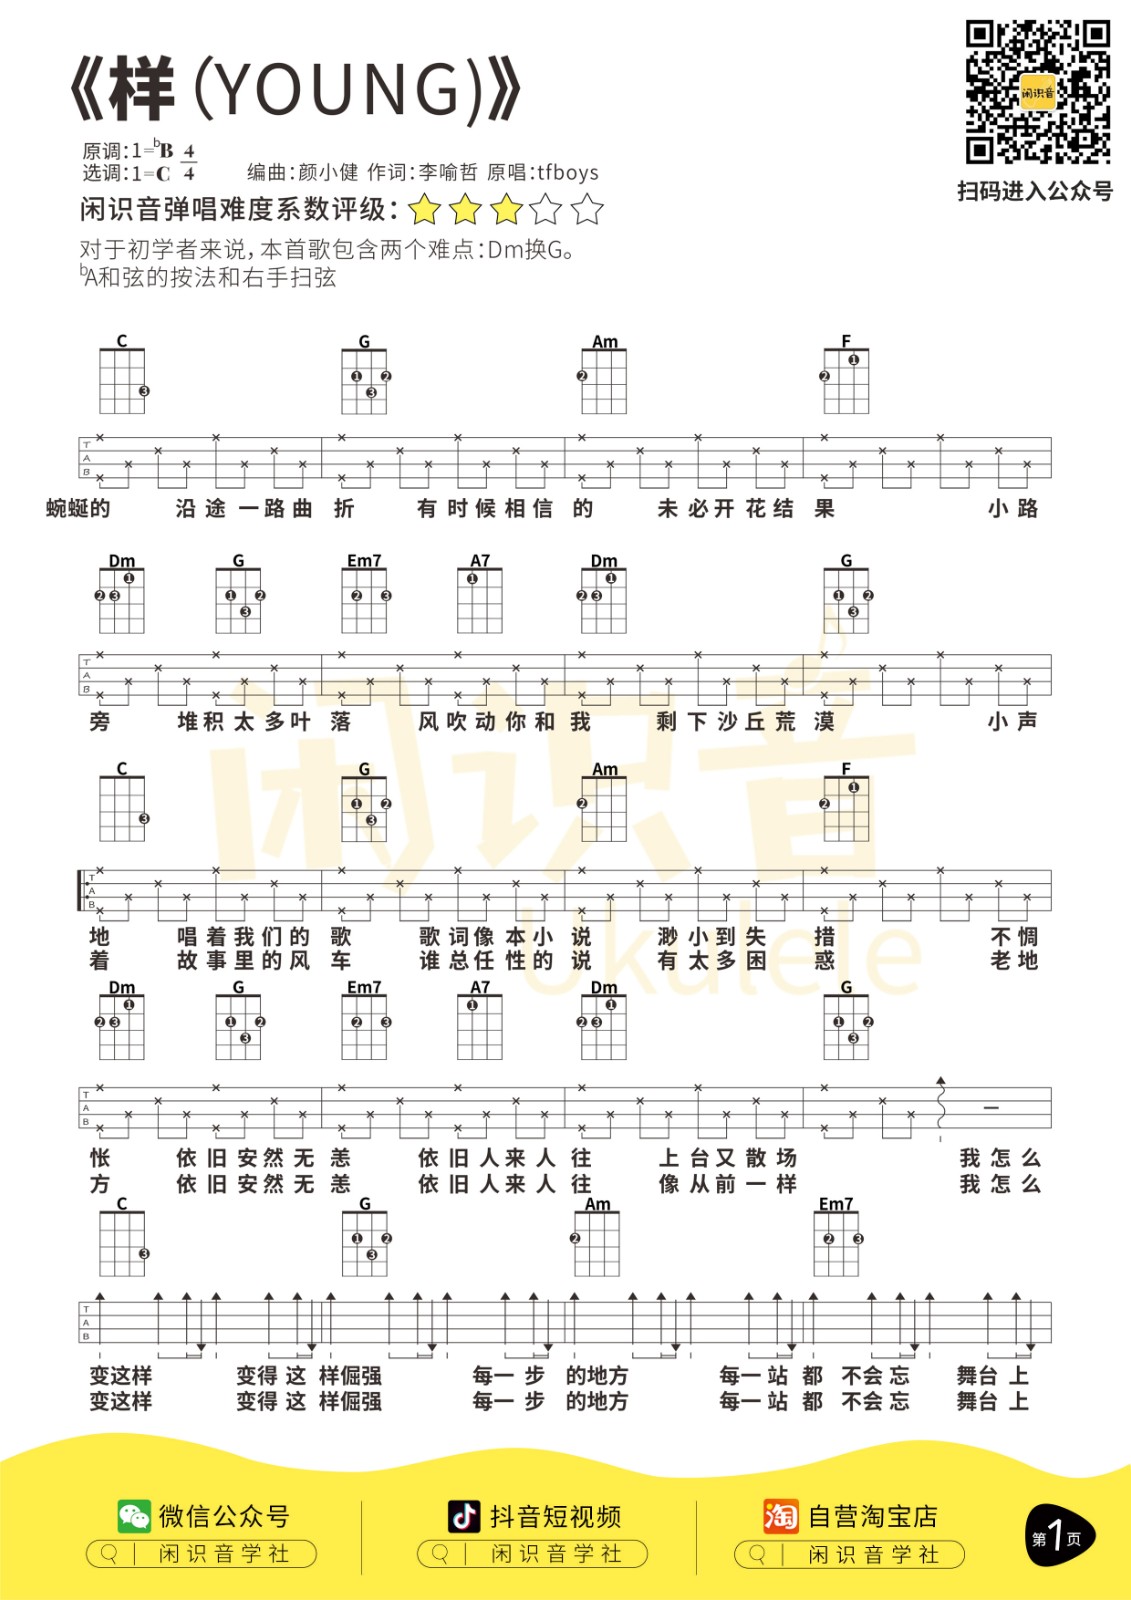 《样（YOUNG)》
闲识音
扫码进入公众号
原调:1=bB 4/4
选调:1=C 编曲:颜小健 作词:李喻哲 原唱:tfboys
闲识音弹唱难度系数评级:
对于初学者来说,本首歌包含两个难点:Dm换G。
bA和弦的按法和右手扫弦
C G Am F
蜿蜒的 沿途一路曲折 有时候相信的 未必开花结果 小路
Dm G Em7 A7 Dm G
旁 堆积太多叶落 风吹动你和我 剩下沙丘荒漠 小声
C G Am F
地 唱着我们的歌 歌词像本小说 渺小到失措 不惆
着 故事里的风车 谁总任性的说 有太多困惑 老地
Dm G Em7 A7 Dm G
怅 依旧安然无恙 依旧人来人往 上台又散场 我怎么
方 依旧安然无恙 依旧人来人往 像从前一样 我怎么
C G Am Em7
变这样 变得这样倔强 每一步的地方 每一站都不会忘 舞台上
变这样 变得这样倔强 每一步的地方 每一站都不会忘 舞台上
闲识音
Ukulele
微信公众号 抖音短视频 淘 自营淘宝店
闲识音学社 闲识音学社 闲识音学社
第1页